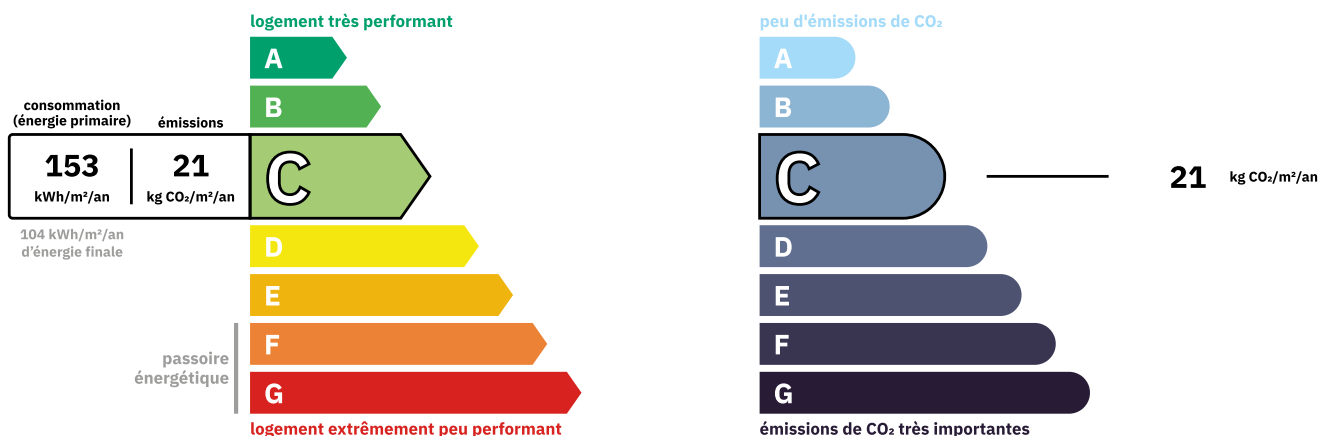 logement très performant
A
B
consommation
(énergie primaire)
émissions
153
kWh/m²/an
21
kg CO₂/m²/an
C
104 kWh/m²/an
d'énergie finale
D
E
F
G
passoire
énergétique
logement extrêmement peu performant
peu d'émissions de CO₂
A
B
C
21 kg CO₂/m²/an
D
E
F
G
émissions de CO₂ très importantes